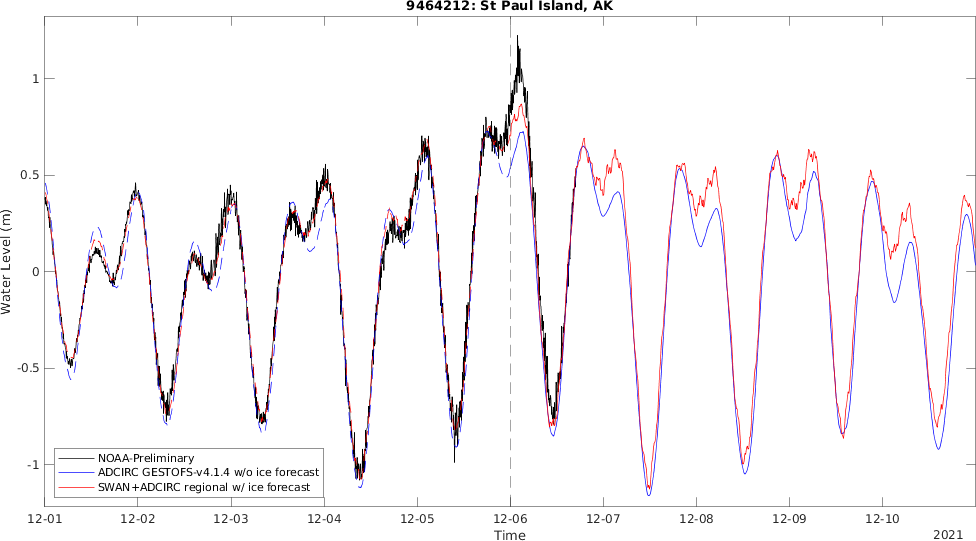 9464212: St Paul Island, AK
Water Level (m)
1
0.5
0
-0.5
-1
NOAA-Preliminary
ADCIRC GESTOFS-v4.1.4 w/o ice forecast
SWAN+ADCIRC regional w/ ice forecast
12-01 12-02 12-03 12-04 12-05 12-06 12-07 12-08 12-09 12-10
Time
2021